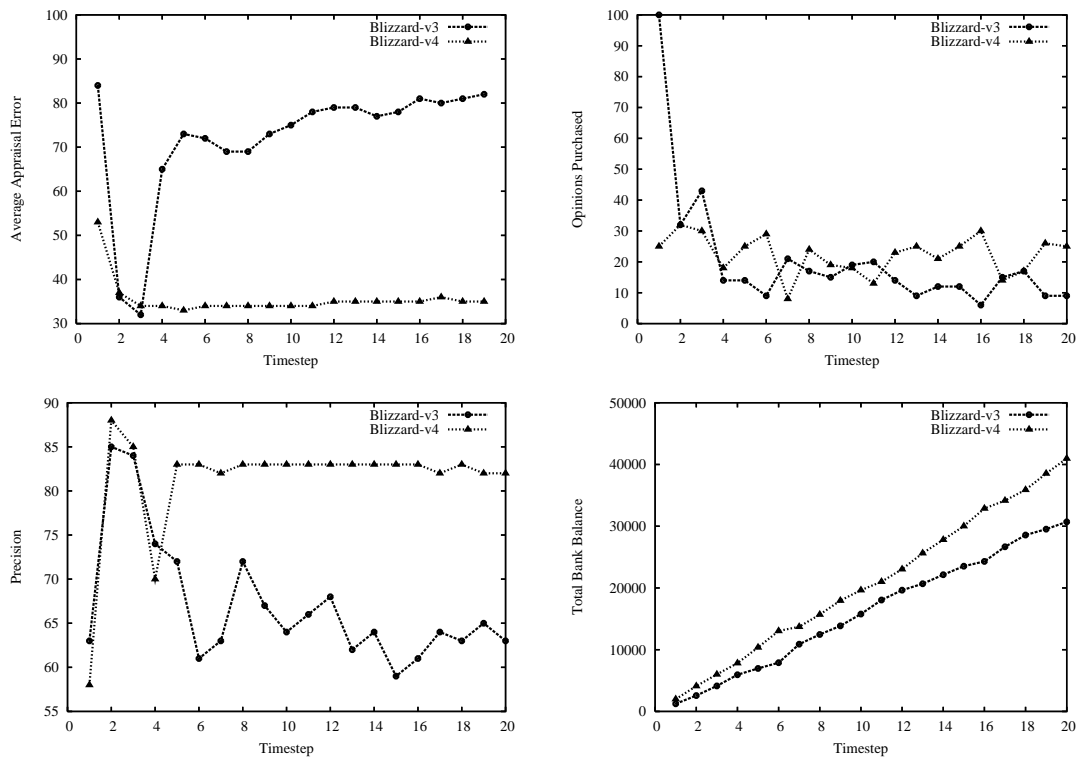 Average Appraisal Error
100
90
80
70
60
50
40
30
0 2 4 6 8 10 12 14 16 18 20
Timestep
Blizzard-v3
Blizzard-v4
Opinions Purchased
100
90
80
70
60
50
40
30
20
10
0
0 2 4 6 8 10 12 14 16 18 20
Timestep
Blizzard-v3
Blizzard-v4
Precision
90
85
80
75
70
65
60
55
0 2 4 6 8 10 12 14 16 18 20
Timestep
Blizzard-v3
Blizzard-v4
Total Bank Balance
50000
40000
30000
20000
10000
0
0 2 4 6 8 10 12 14 16 18 20
Timestep
Blizzard-v3
Blizzard-v4